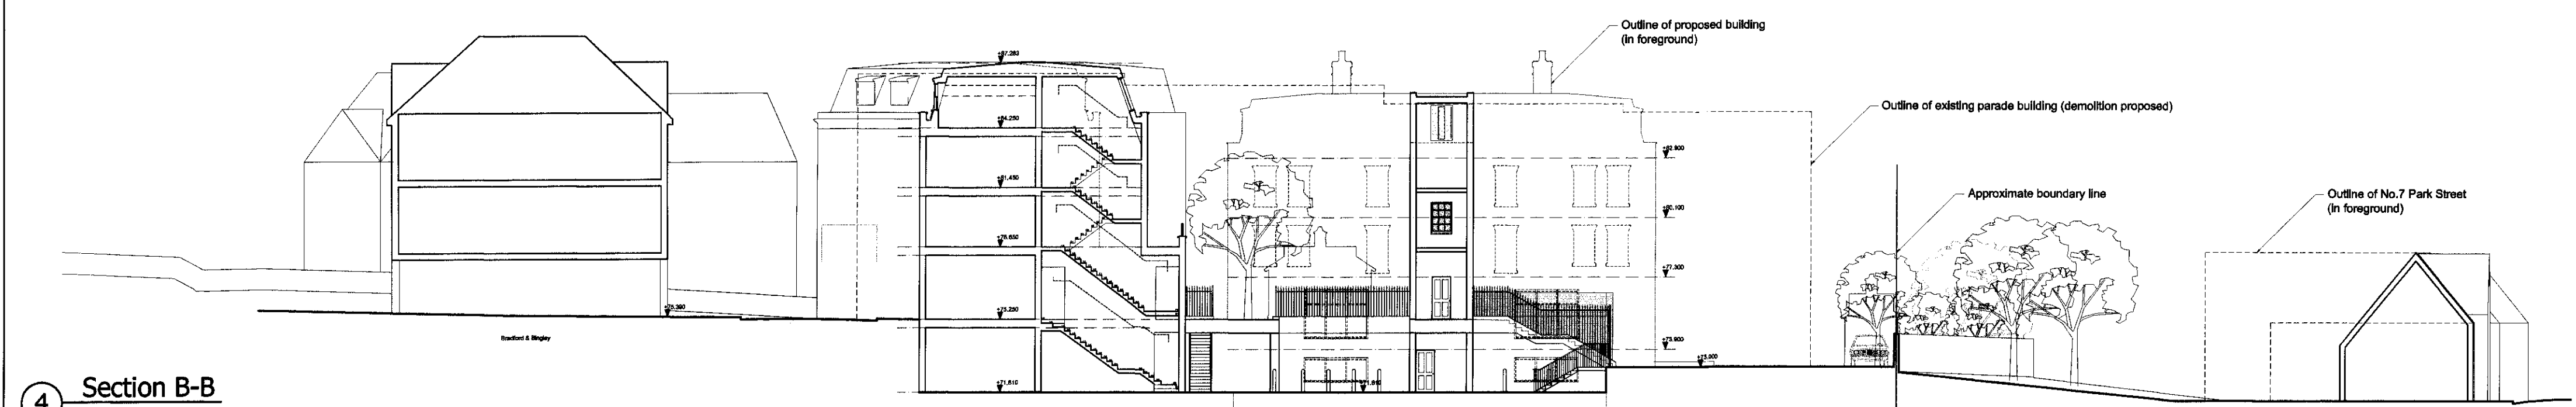 Outline of proposed building
(in foreground)
Outline of existing parade building (demolition proposed)
Approximate boundary line
Outline of No.7 Park Street
(in foreground)
+87.283
+84.250
+81.450
+78.650
+75.250
+71.810
+75.390
Bradford & Bingley
+82.900
+80.100
+77.300
+73.900
+73.000
4
Section B-B